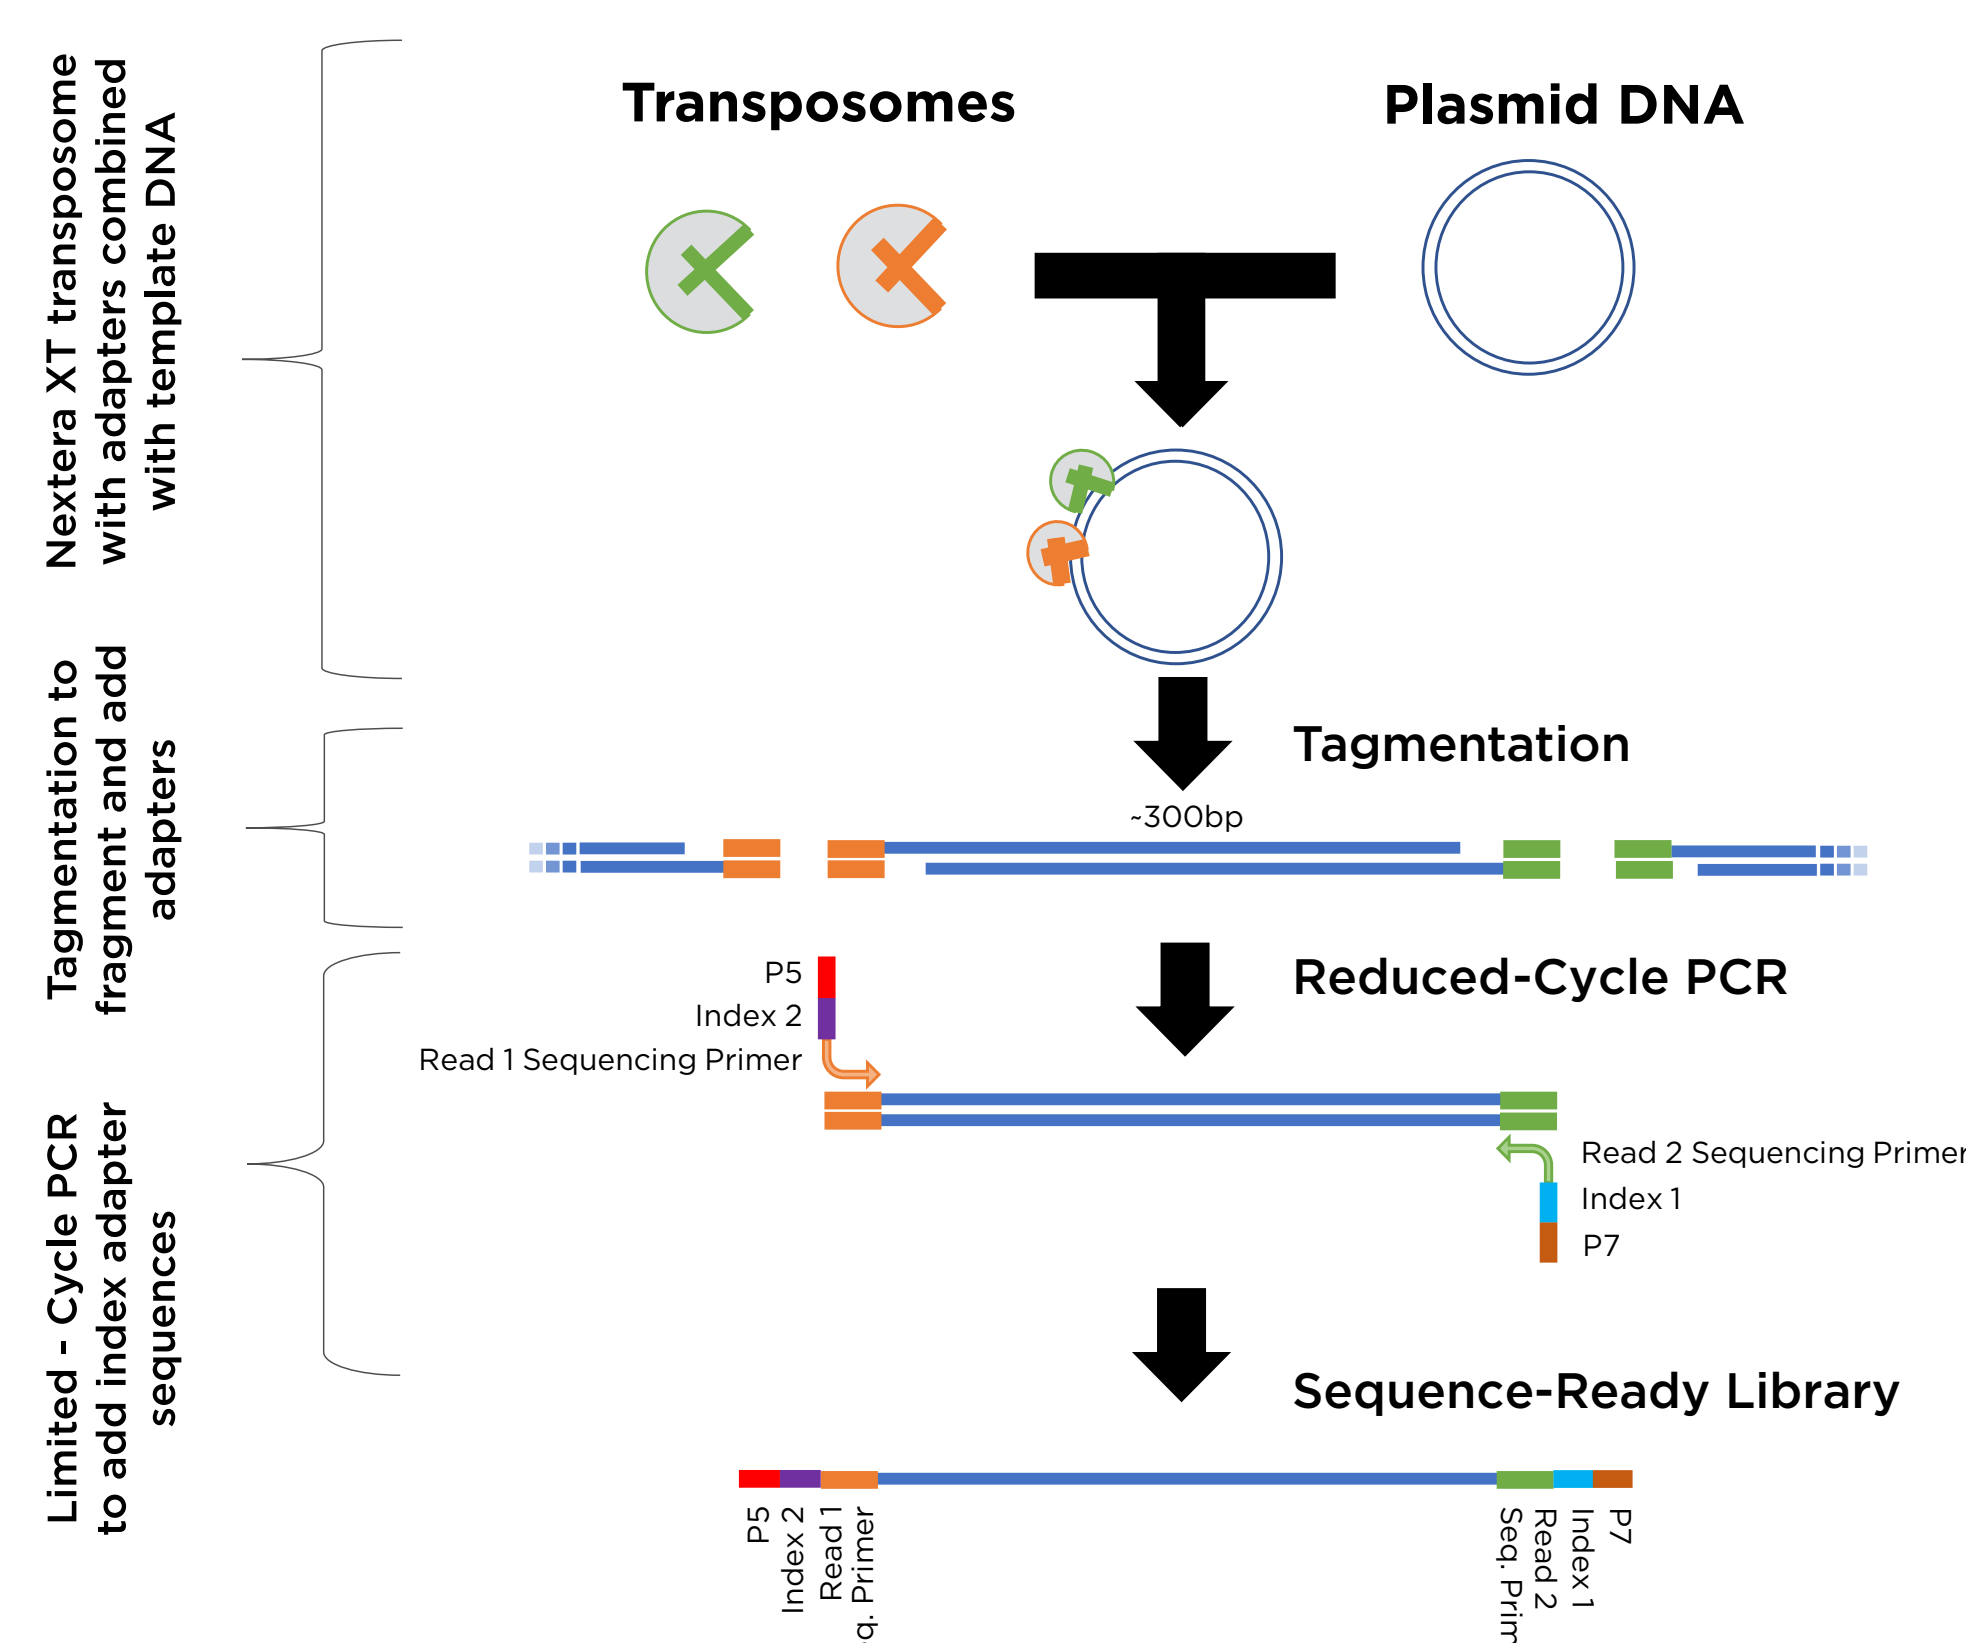 Nextera XT transposome
with adapters combined
with template DNA
Transposomes
Plasmid DNA
Tagmentation to
fragment and add
adapters
Tagmentation
~300bp
Limited - Cycle PCR
to add index adapter
sequences
Reduced-Cycle PCR
P5
Index 2
Read 1 Sequencing Primer
Read 2 Sequencing Primer
Index 1
P7
Sequence-Ready Library
P5
Index 2
Read 1
q. Primer
Seq. Prim
Read 2
Index 1
P7